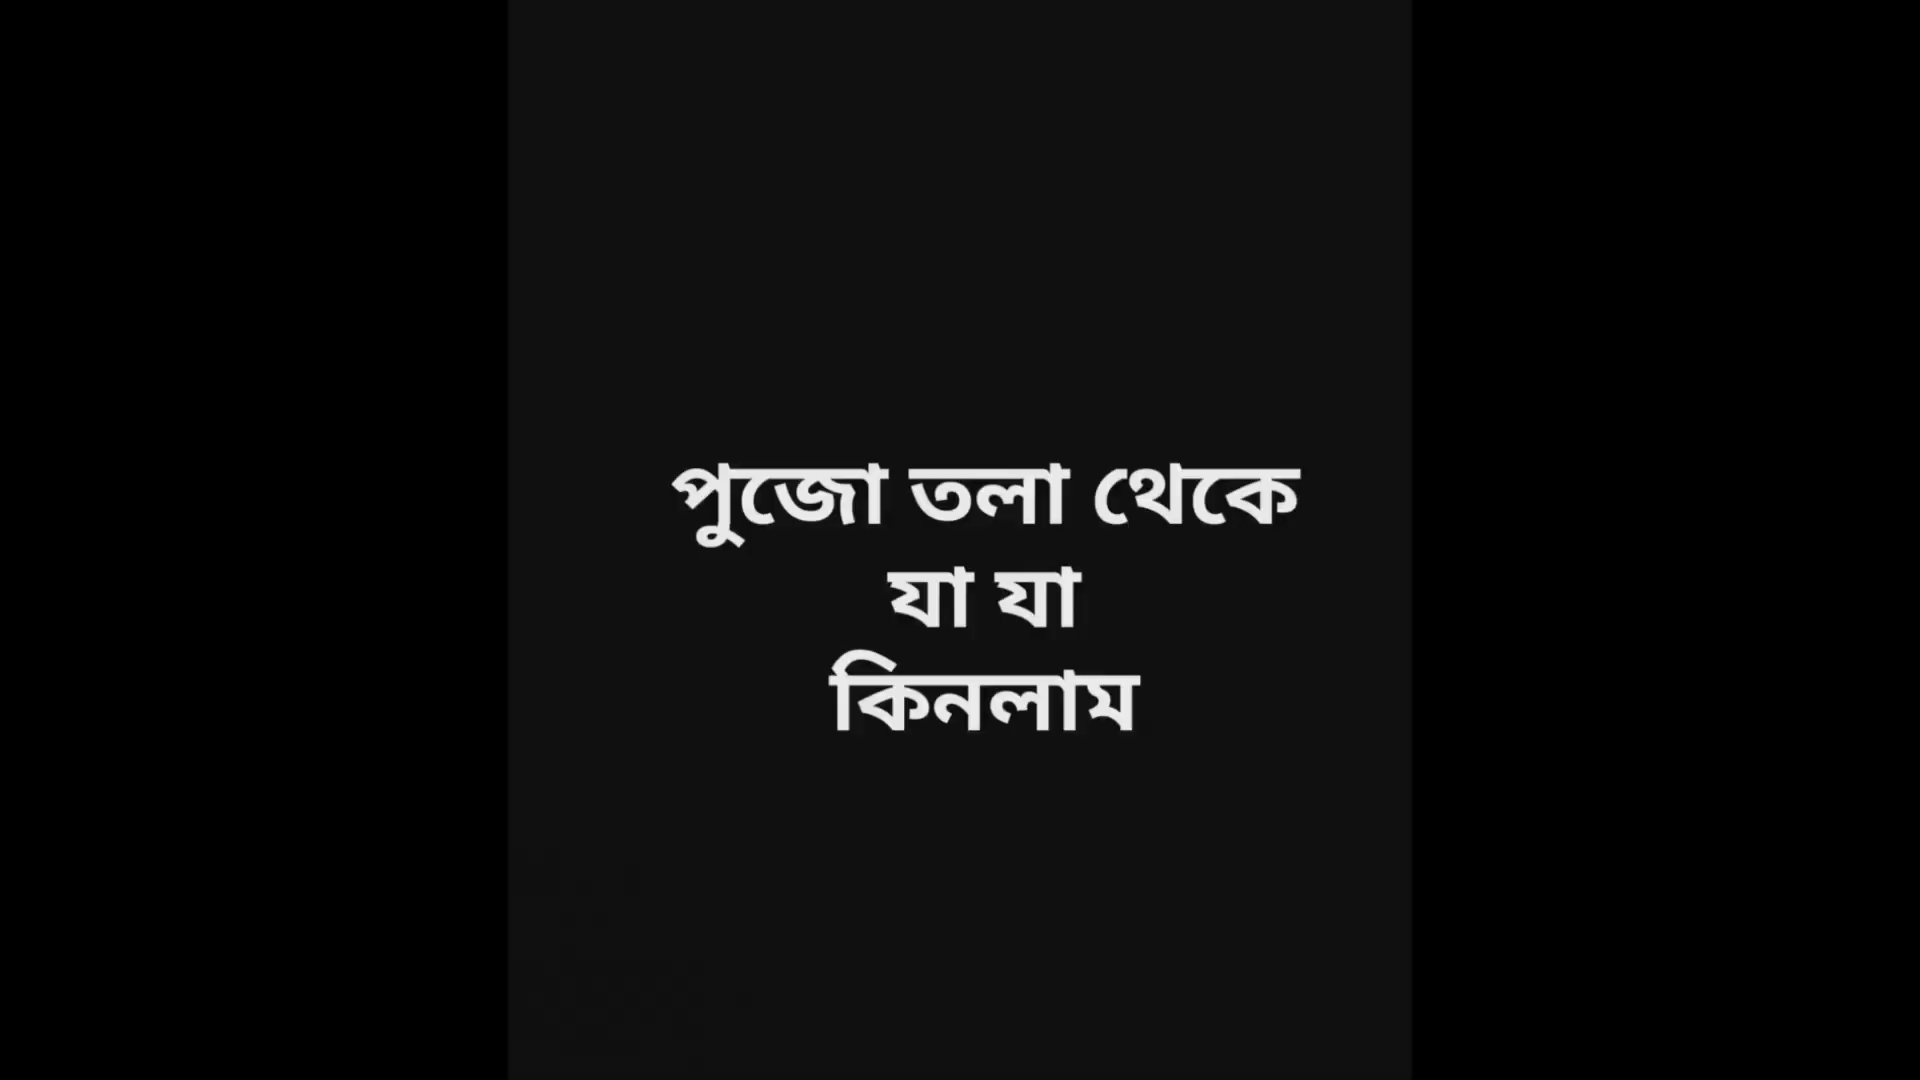 পুজো তলা থেকে
যা যা
কিনলাম